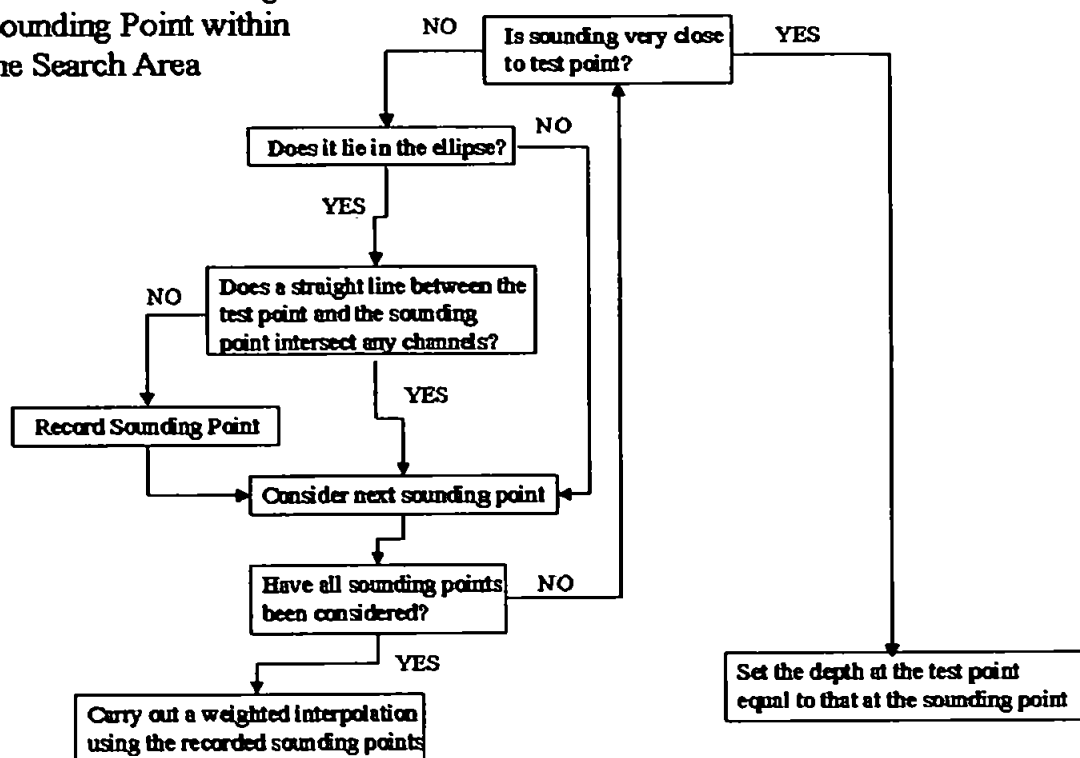 ounding Point within
ne Search Area
NO
Is sounding very close
to test point?
YES
Does it lie in the ellipse?
NO
YES
Does a straight line between the
test point and the sounding
point intersect any channels?
NO
YES
Record Sounding Point
Consider next sounding point
Have all sounding points
been considered?
NO
YES
Carry out a weighted interpolation
using the recorded sounding points
Set the depth at the test point
equal to that at the sounding point